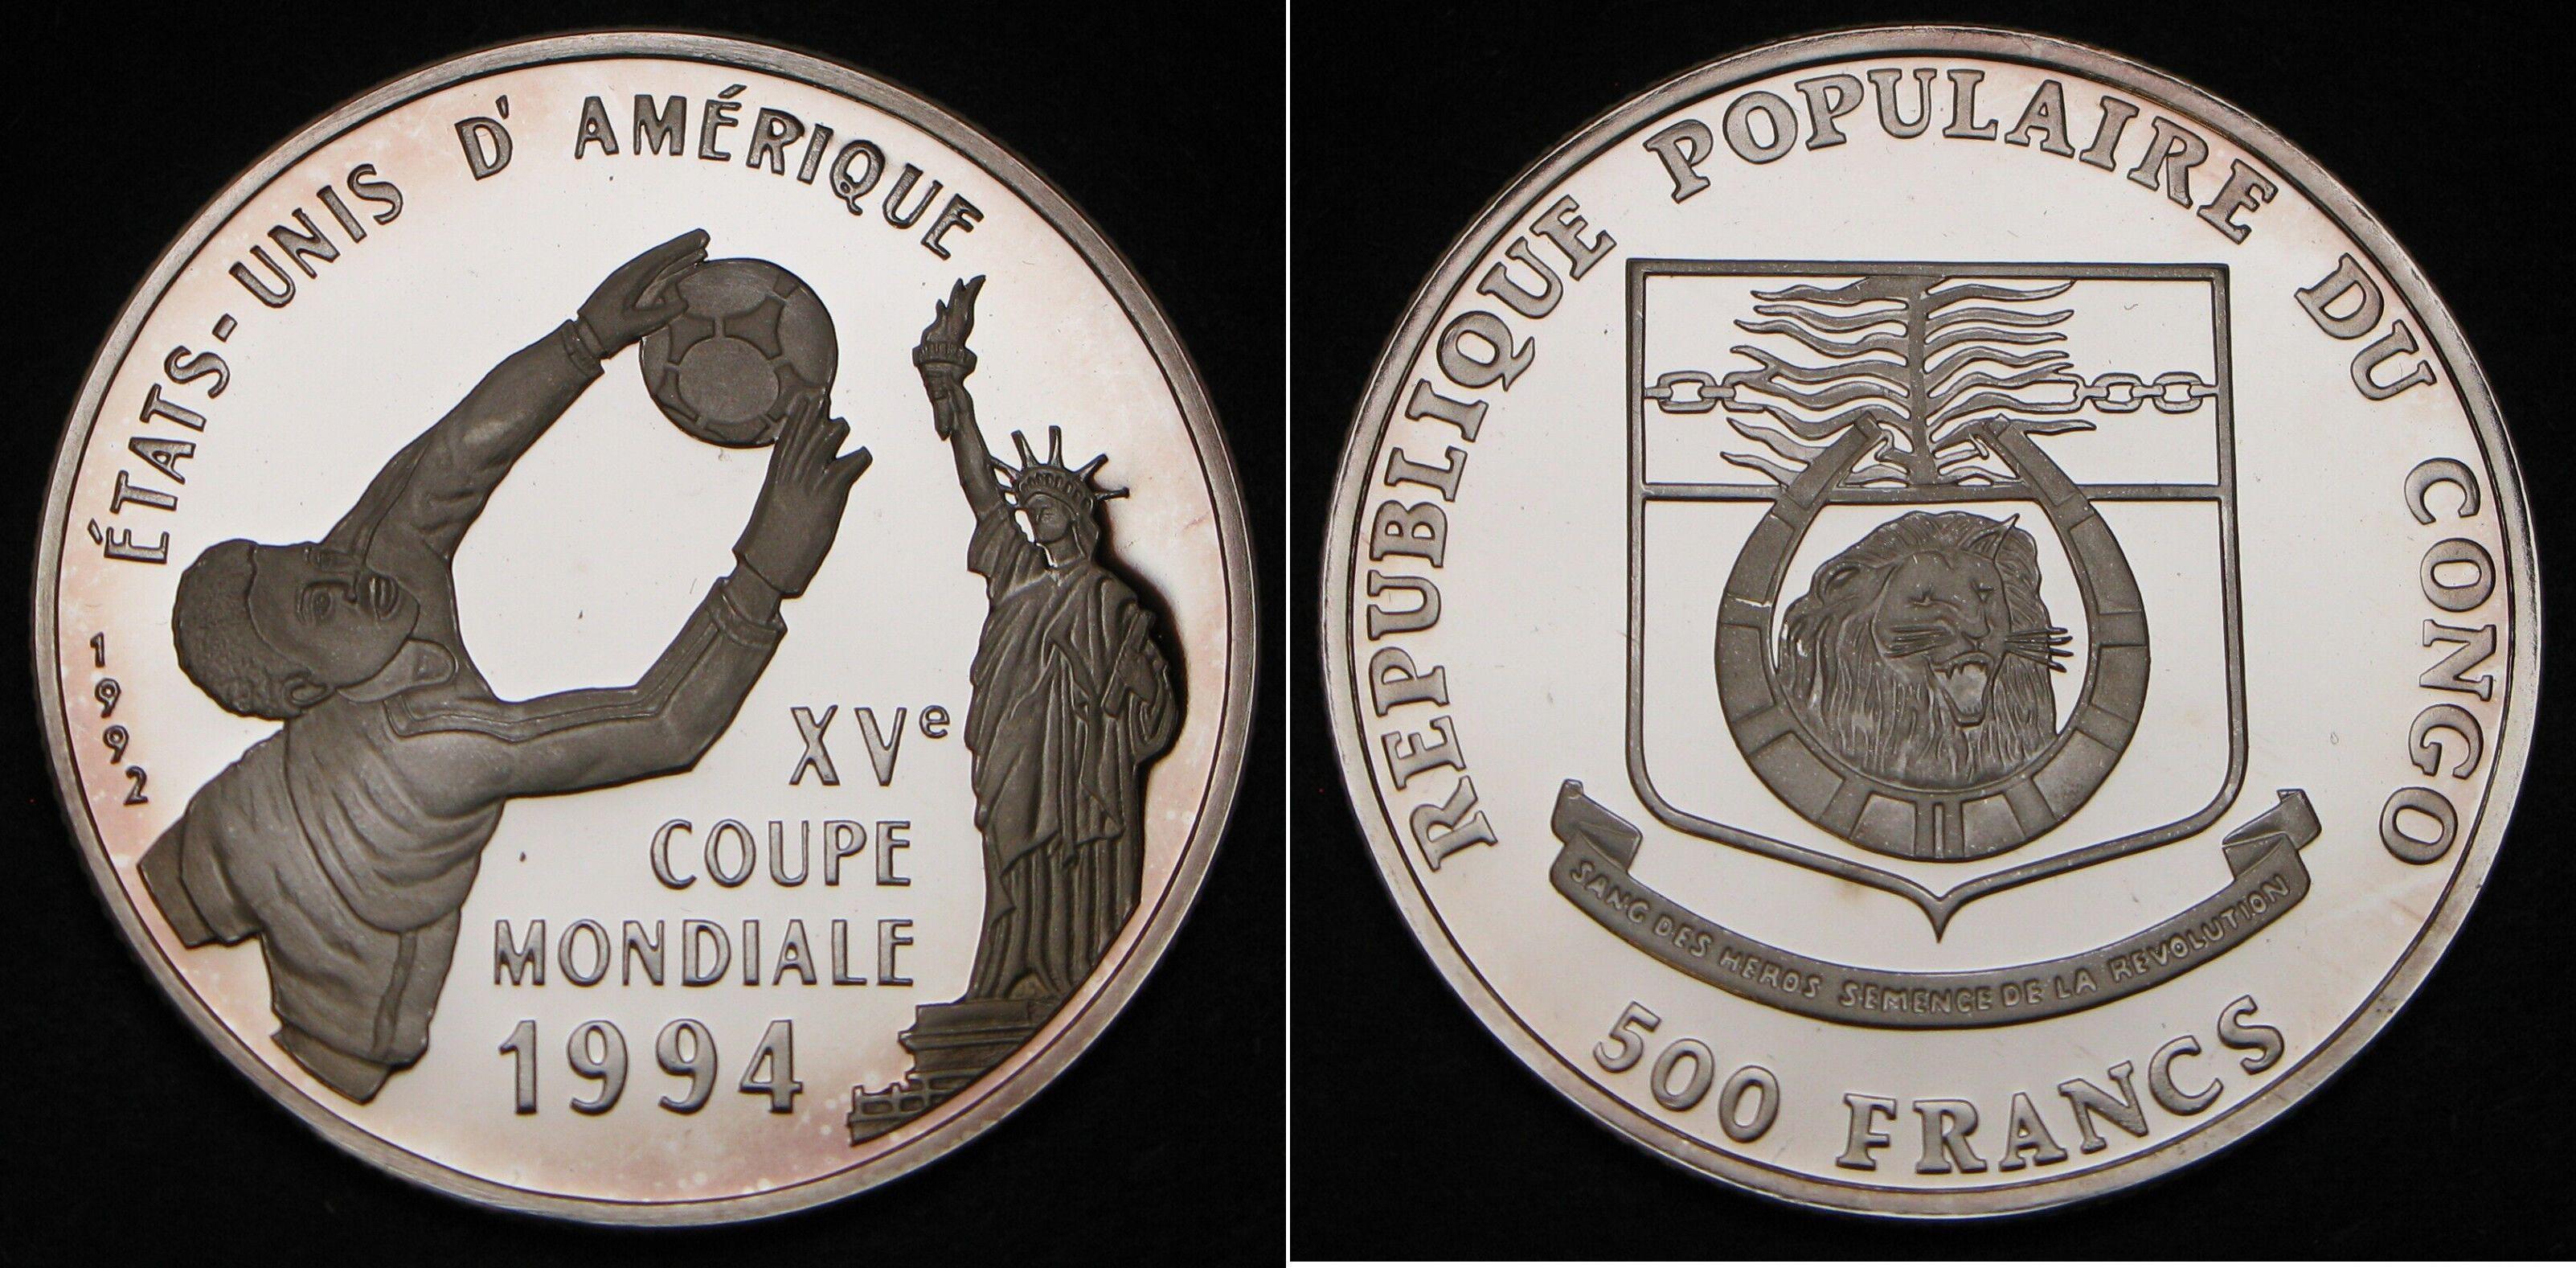 ÉTATS-UNIS D'AMÉRIQUE
1992
XVe
COUPE
MONDIALE
1994
REPUBLIQUE POPULAIRE DU CONGO
SANG DES HEROS SEMENCE DE LA REVOLUTION
500 FRANCS